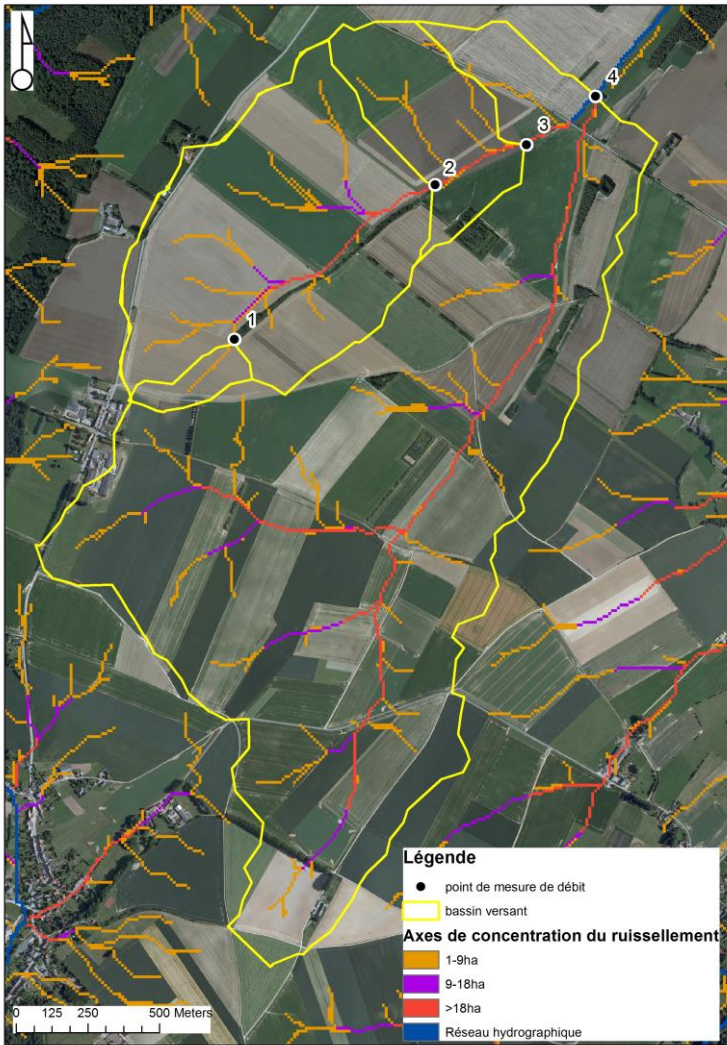 4
3
2
1
Légende
point de mesure de débit
bassin versant
Axes de concentration du ruissellement
1-9ha
9-18ha
>18ha
Réseau hydrographique
0 125 250 500 Meters